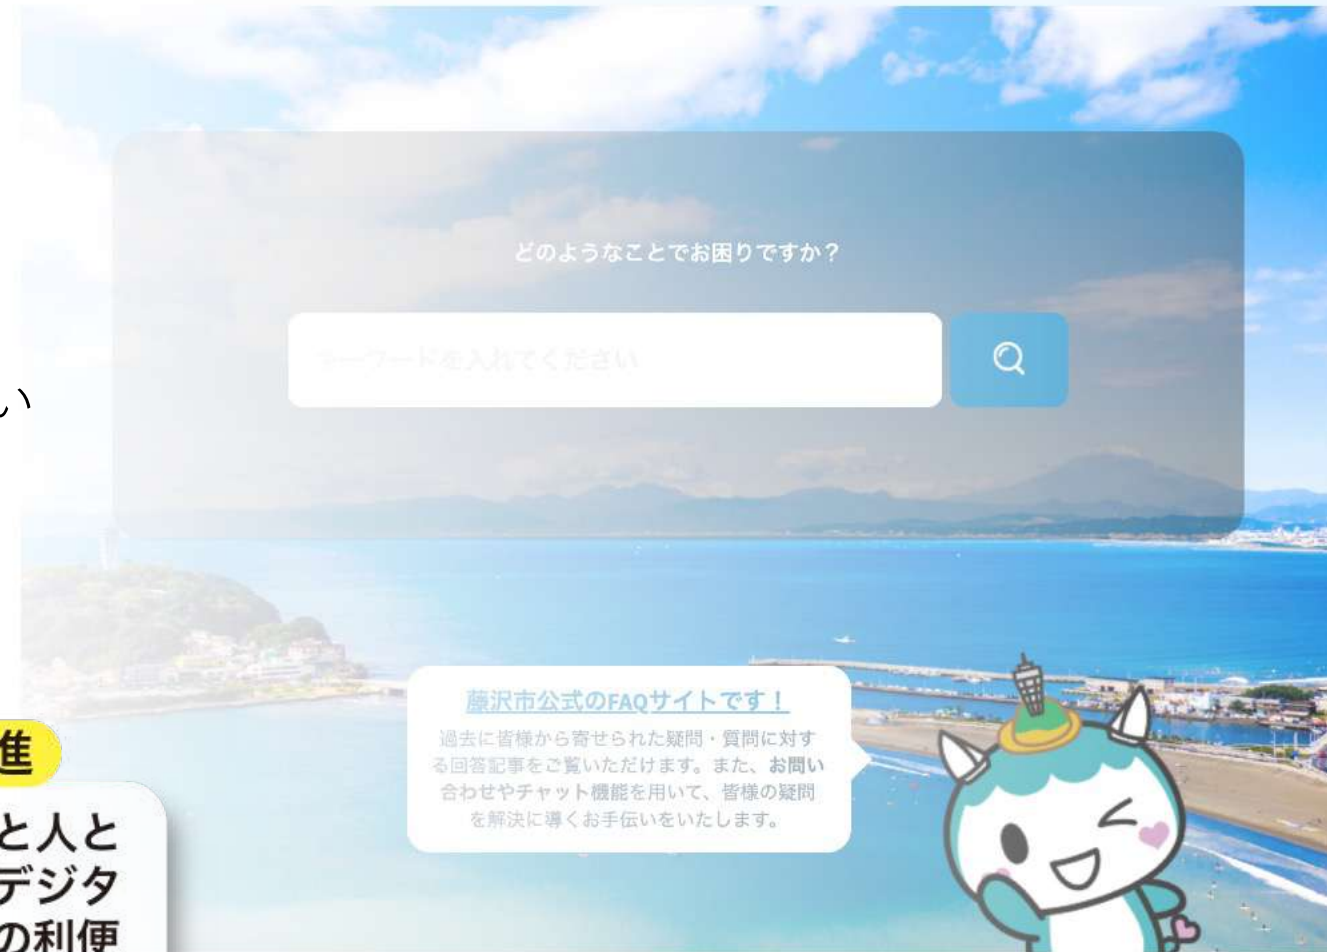 どのようなことでお困りですか？
キーワードを入れてください
い
藤沢市公式のFAQサイトです！
過去に皆様から寄せられた疑問・質問に対す
る回答記事をご覧いただけます。また、お問い
合わせやチャット機能を用いて、皆様の疑問
を解決に導くお手伝いをいたします。
進
と人と
デジタ
の利便